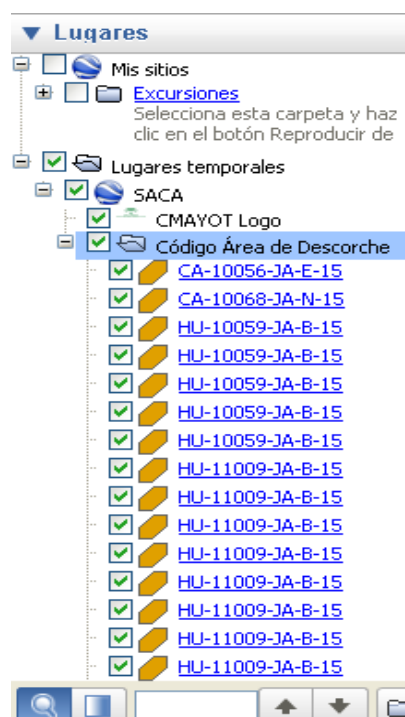 Lugares
Mis sitios
Excursiones
Selecciona esta carpeta y haz
clic en el botón Reproducir de
Lugares temporales
SACA
CMAYOT Logo
Código Área de Descorche
CA-10056-JA-E-15
CA-10068-JA-N-15
HU-10059-JA-B-15
HU-10059-JA-B-15
HU-10059-JA-B-15
HU-10059-JA-B-15
HU-10059-JA-B-15
HU-11009-JA-B-15
HU-11009-JA-B-15
HU-11009-JA-B-15
HU-11009-JA-B-15
HU-11009-JA-B-15
HU-11009-JA-B-15
HU-11009-JA-B-15
HU-11009-JA-B-15